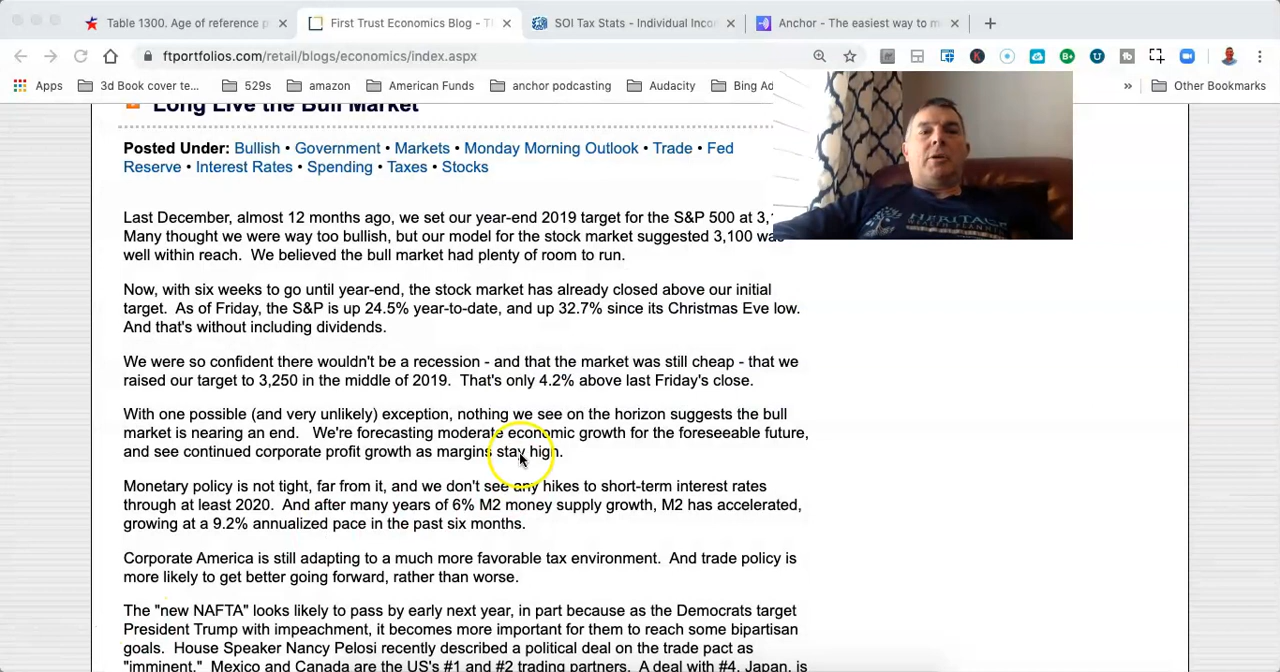 Table 1300. Age of reference p
First Trust Economics Blog - Th
SOI Tax Stats - Individual Inco
Anchor - The easiest way to m
ftportfolios.com/retail/blogs/economics/index.aspx
Apps
3d Book cover te...
529s
amazon
American Funds
anchor podcasting
Audacity
Bing Ad
»
Other Bookmarks
Long Live the Bull Market
Posted Under: Bullish • Government • Markets • Monday Morning Outlook • Trade • Fed
Reserve • Interest Rates • Spending • Taxes • Stocks
Last December, almost 12 months ago, we set our year-end 2019 target for the S&P 500 at 3,
Many thought we were way too bullish, but our model for the stock market suggested 3,100 was
well within reach. We believed the bull market had plenty of room to run.
Now, with six weeks to go until year-end, the stock market has already closed above our initial
target. As of Friday, the S&P is up 24.5% year-to-date, and up 32.7% since its Christmas Eve low.
And that's without including dividends.
We were so confident there wouldn't be a recession - and that the market was still cheap - that we
raised our target to 3,250 in the middle of 2019. That's only 4.2% above last Friday's close.
With one possible (and very unlikely) exception, nothing we see on the horizon suggests the bull
market is nearing an end. We're forecasting moderate economic growth for the foreseeable future,
and see continued corporate profit growth as margins stay high.
Monetary policy is not tight, far from it, and we don't see any hikes to short-term interest rates
through at least 2020. And after many years of 6% M2 money supply growth, M2 has accelerated,
growing at a 9.2% annualized pace in the past six months.
Corporate America is still adapting to a much more favorable tax environment. And trade policy is
more likely to get better going forward, rather than worse.
The "new NAFTA" looks likely to pass by early next year, in part because as the Democrats target
President Trump with impeachment, it becomes more important for them to reach some bipartisan
goals. House Speaker Nancy Pelosi recently described a political deal on the trade pact as
"imminent." Mexico and Canada are the US's #1 and #2 trading partners. A deal with #4, Japan, is
HERITAGE
WEALTH PLANNING